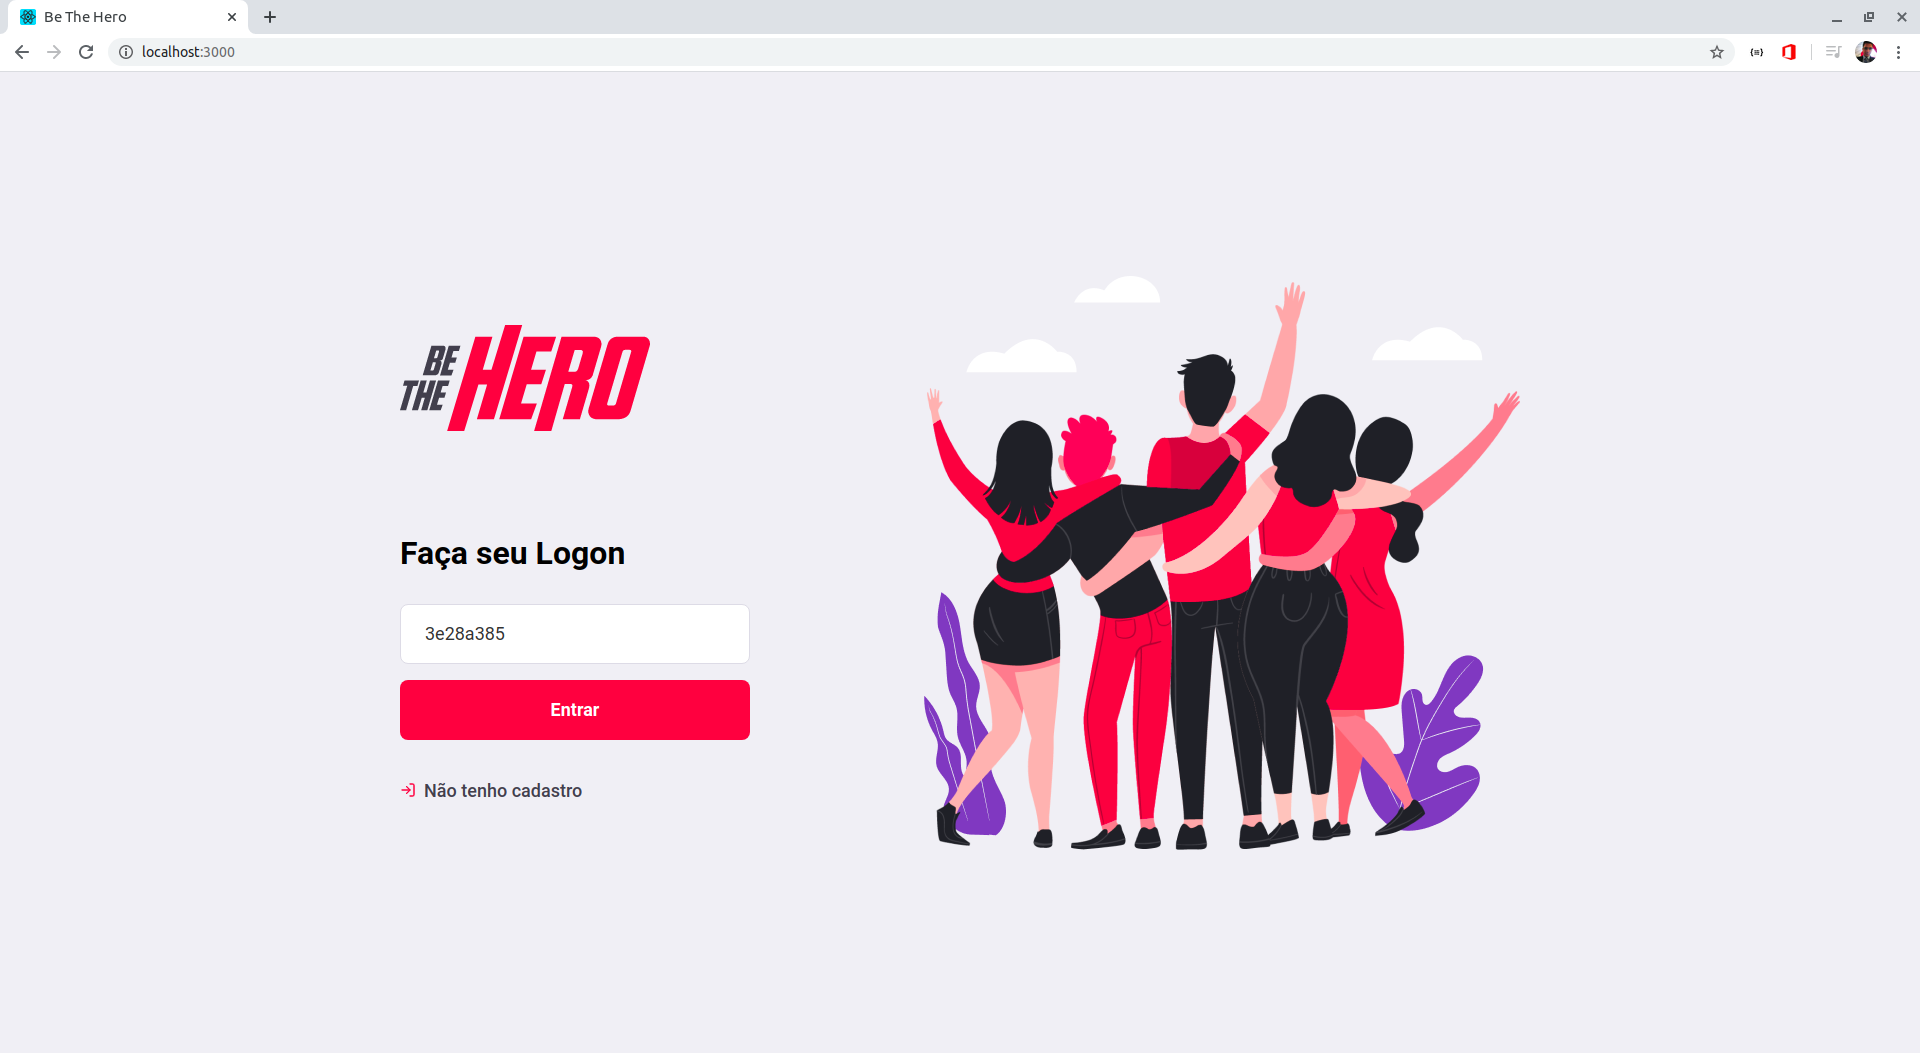 Be The Hero
localhost:3000
BE
THE
HERO
Faça seu Logon
3e28a385
Entrar
Não tenho cadastro